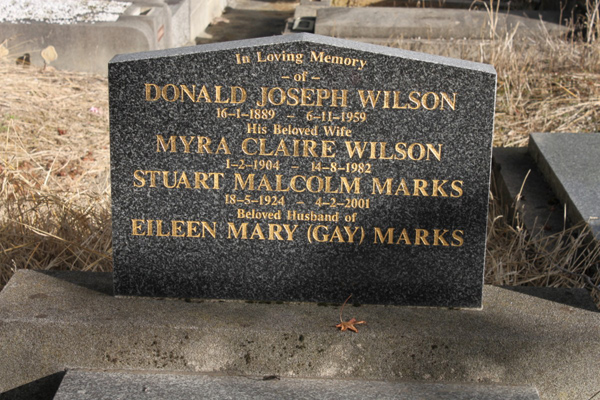 In Loving Memory
– of –
DONALD JOSEPH WILSON
16-1-1889 – 6-11-1959
His Beloved Wife
MYRA CLAIRE WILSON
1-2-1904 14-8-1982
STUART MALCOLM MARKS
18-5-1924 – 4-2-2001
Beloved Husband of
EILEEN MARY (GAY) MARKS